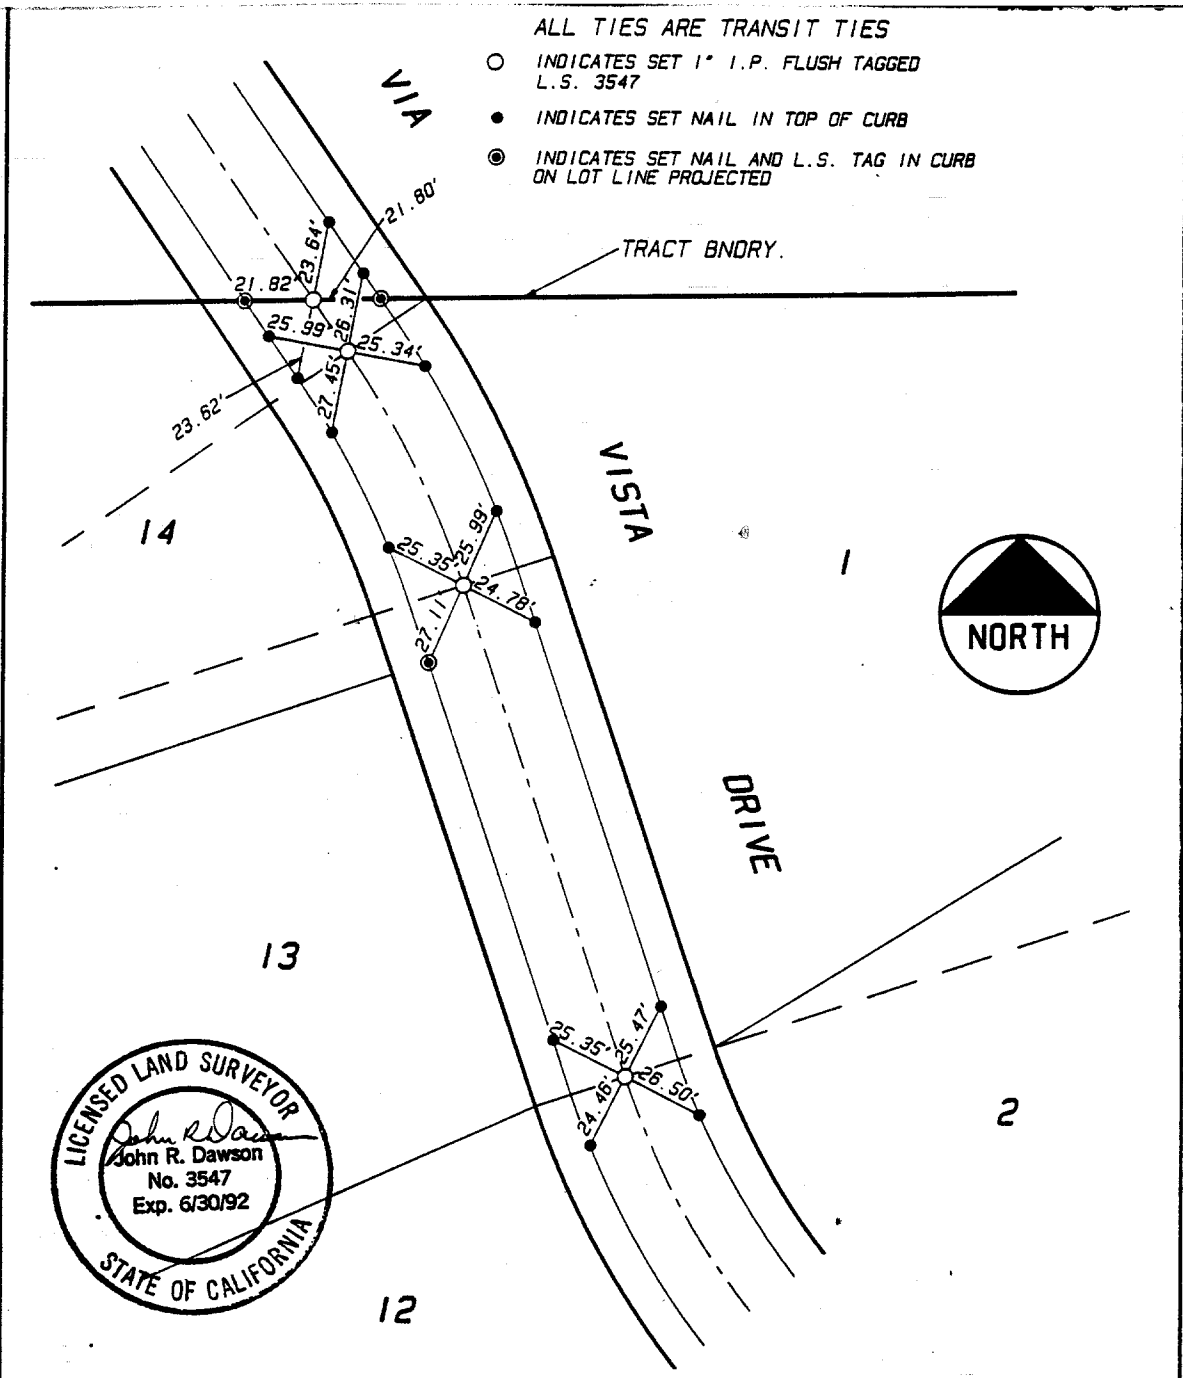 ALL TIES ARE TRANSIT TIES
INDICATES SET 1" I.P. FLUSH TAGGED
L.S. 3547
INDICATES SET NAIL IN TOP OF CURB
INDICATES SET NAIL AND L.S. TAG IN CURB
ON LOT LINE PROJECTED
VIA
21.80'
TRACT BNDRY.
23.64'
21.82'
26.31'
25.99'
25.34'
27.45'
23.62'
VISTA
14
25.99'
25.35'
24.78'
27.11'
1
NORTH
DRIVE
13
25.47'
25.35'
26.50'
24.46'
2
LICENSED LAND SURVEYOR
John R. Dawson
John R. Dawson
No. 3547
Exp. 6/30/92
STATE OF CALIFORNIA
12